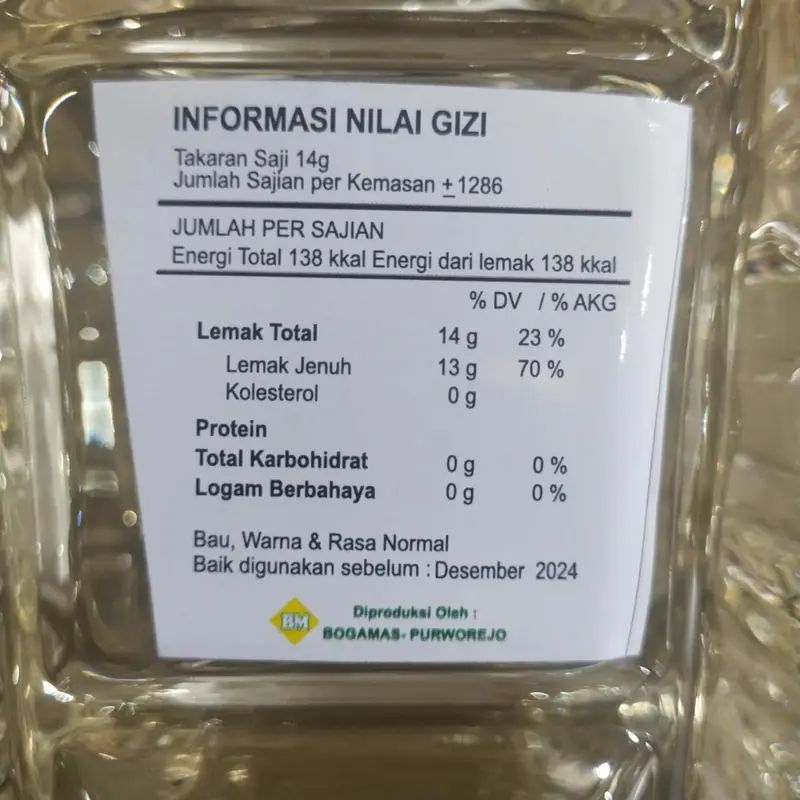 INFORMASI NILAI GIZI
Takaran Saji 14g
Jumlah Sajian per Kemasan ±1286
JUMLAH PER SAJIAN
Energi Total 138 kkal Energi dari lemak 138 kkal
% DV / % AKG
Lemak Total 14 g 23 %
Lemak Jenuh 13 g 70 %
Kolesterol 0 g
Protein
Total Karbohidrat 0 g 0 %
Logam Berbahaya 0 g 0 %
Bau, Warna & Rasa Normal
Baik digunakan sebelum : Desember 2024
BM
Diproduksi Oleh :
BOGAMAS- PURWOREJO